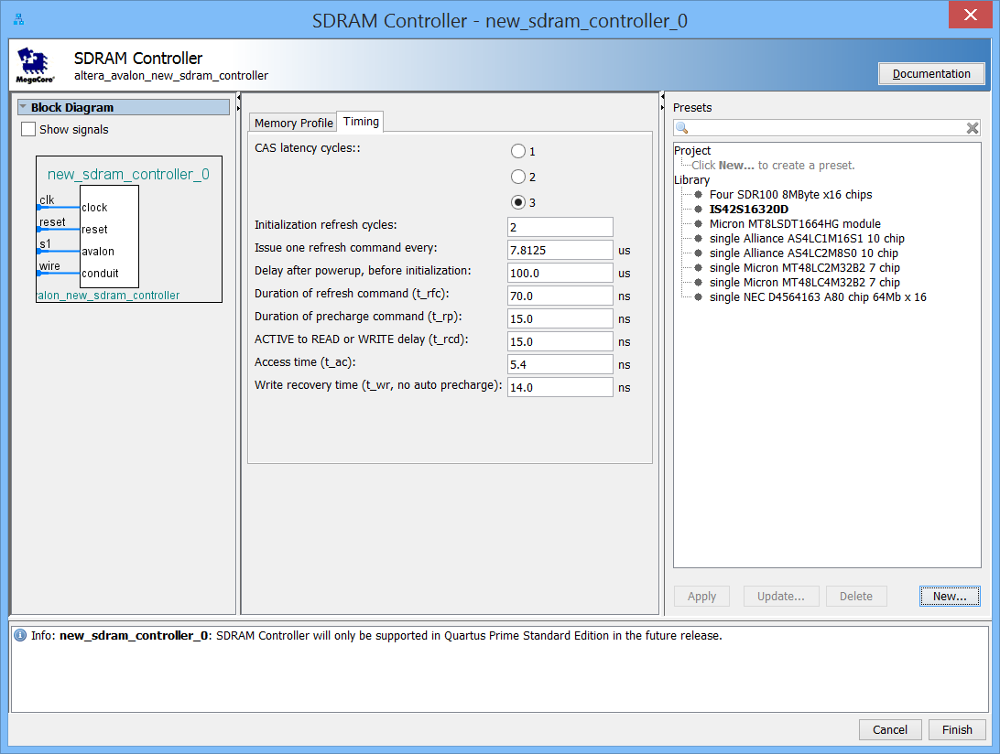 SDRAM Controller - new_sdram_controller_0
SDRAM Controller
altera_avalon_new_sdram_controller
MegaCore®
Documentation
Block Diagram
Show signals
new_sdram_controller_0
clk
clock
reset
reset
s1
avalon
wire
conduit
alon_new_sdram_controller
Memory Profile
Timing
CAS latency cycles::
1
2
3
Initialization refresh cycles:
2
Issue one refresh command every:
7.8125
us
Delay after powerup, before initialization:
100.0
us
Duration of refresh command (t_rfc):
70.0
ns
Duration of precharge command (t_rp):
15.0
ns
ACTIVE to READ or WRITE delay (t_rcd):
15.0
ns
Access time (t_ac):
5.4
ns
Write recovery time (t_wr, no auto precharge):
14.0
ns
Presets
Project
Click New... to create a preset.
Library
Four SDR100 8MByte x16 chips
IS42S16320D
Micron MT8LSDT1664HG module
single Alliance AS4LC1M16S1 10 chip
single Alliance AS4LC2M8S0 10 chip
single Micron MT48LC2M32B2 7 chip
single Micron MT48LC4M32B2 7 chip
single NEC D4564163 A80 chip 64Mb x 16
Apply
Update...
Delete
New...
Info: new_sdram_controller_0: SDRAM Controller will only be supported in Quartus Prime Standard Edition in the future release.
Cancel
Finish